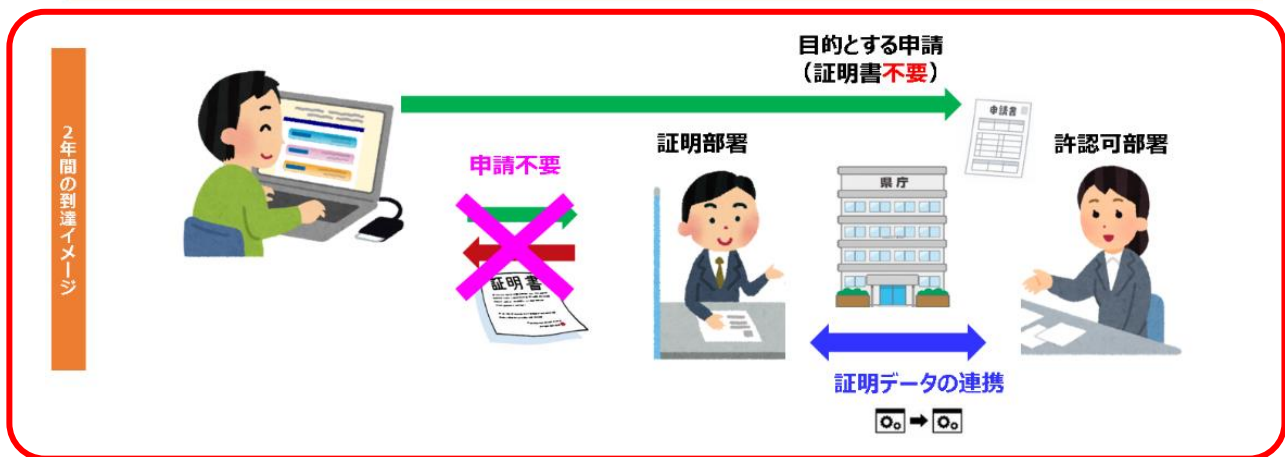 2年間の到達イメージ
目的とする申請
（証明書不要）
申請書
申請不要
証明部署
許認可部署
県庁
証明書
証明データの連携